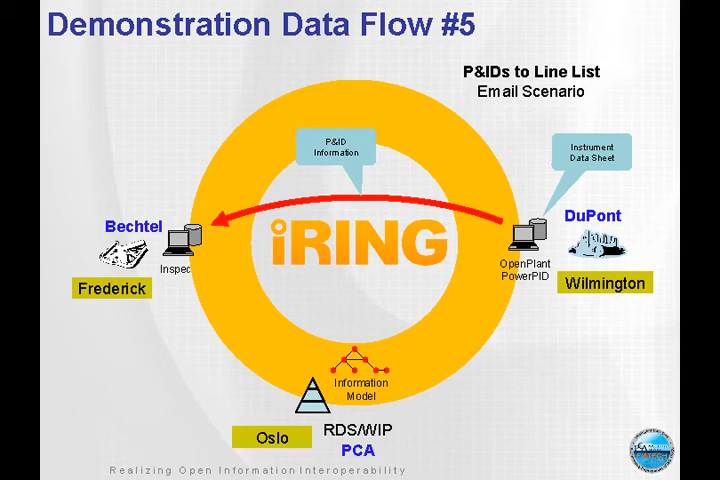 Demonstration Data Flow #5
P&IDs to Line List
Email Scenario
P&ID
Information
Instrument
Data Sheet
Bechtel
DuPont
iRING
Inspec
OpenPlant
PowerPID
Frederick
Wilmington
Information
Model
RDS/WIP
Oslo
PCA
Realizing Open Information Interoperability